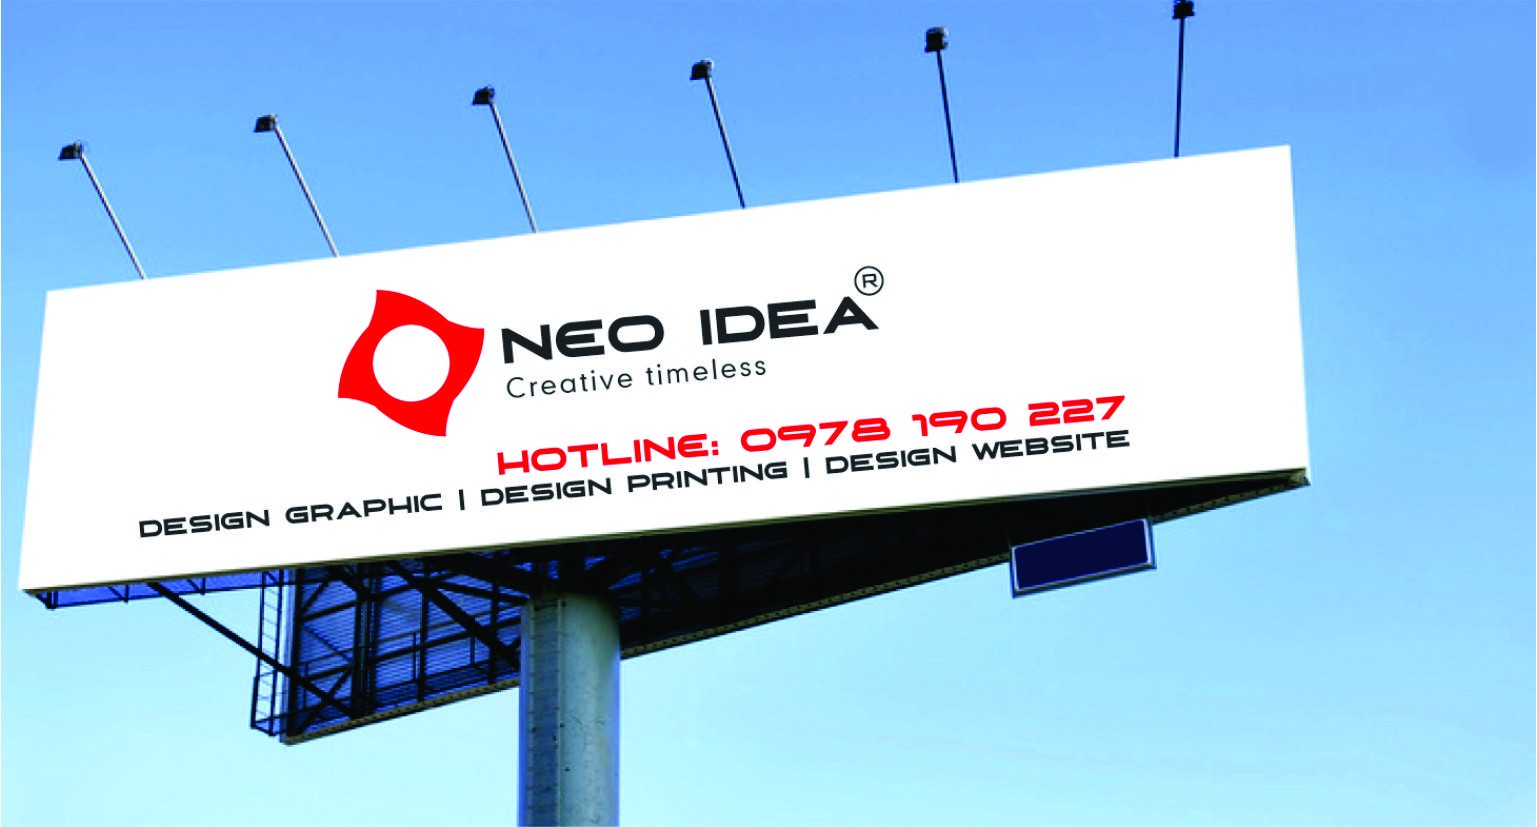 NEO IDEA®
Creative timeless
HOTLINE: 0978 190 227
DESIGN GRAPHIC | DESIGN PRINTING | DESIGN WEBSITE